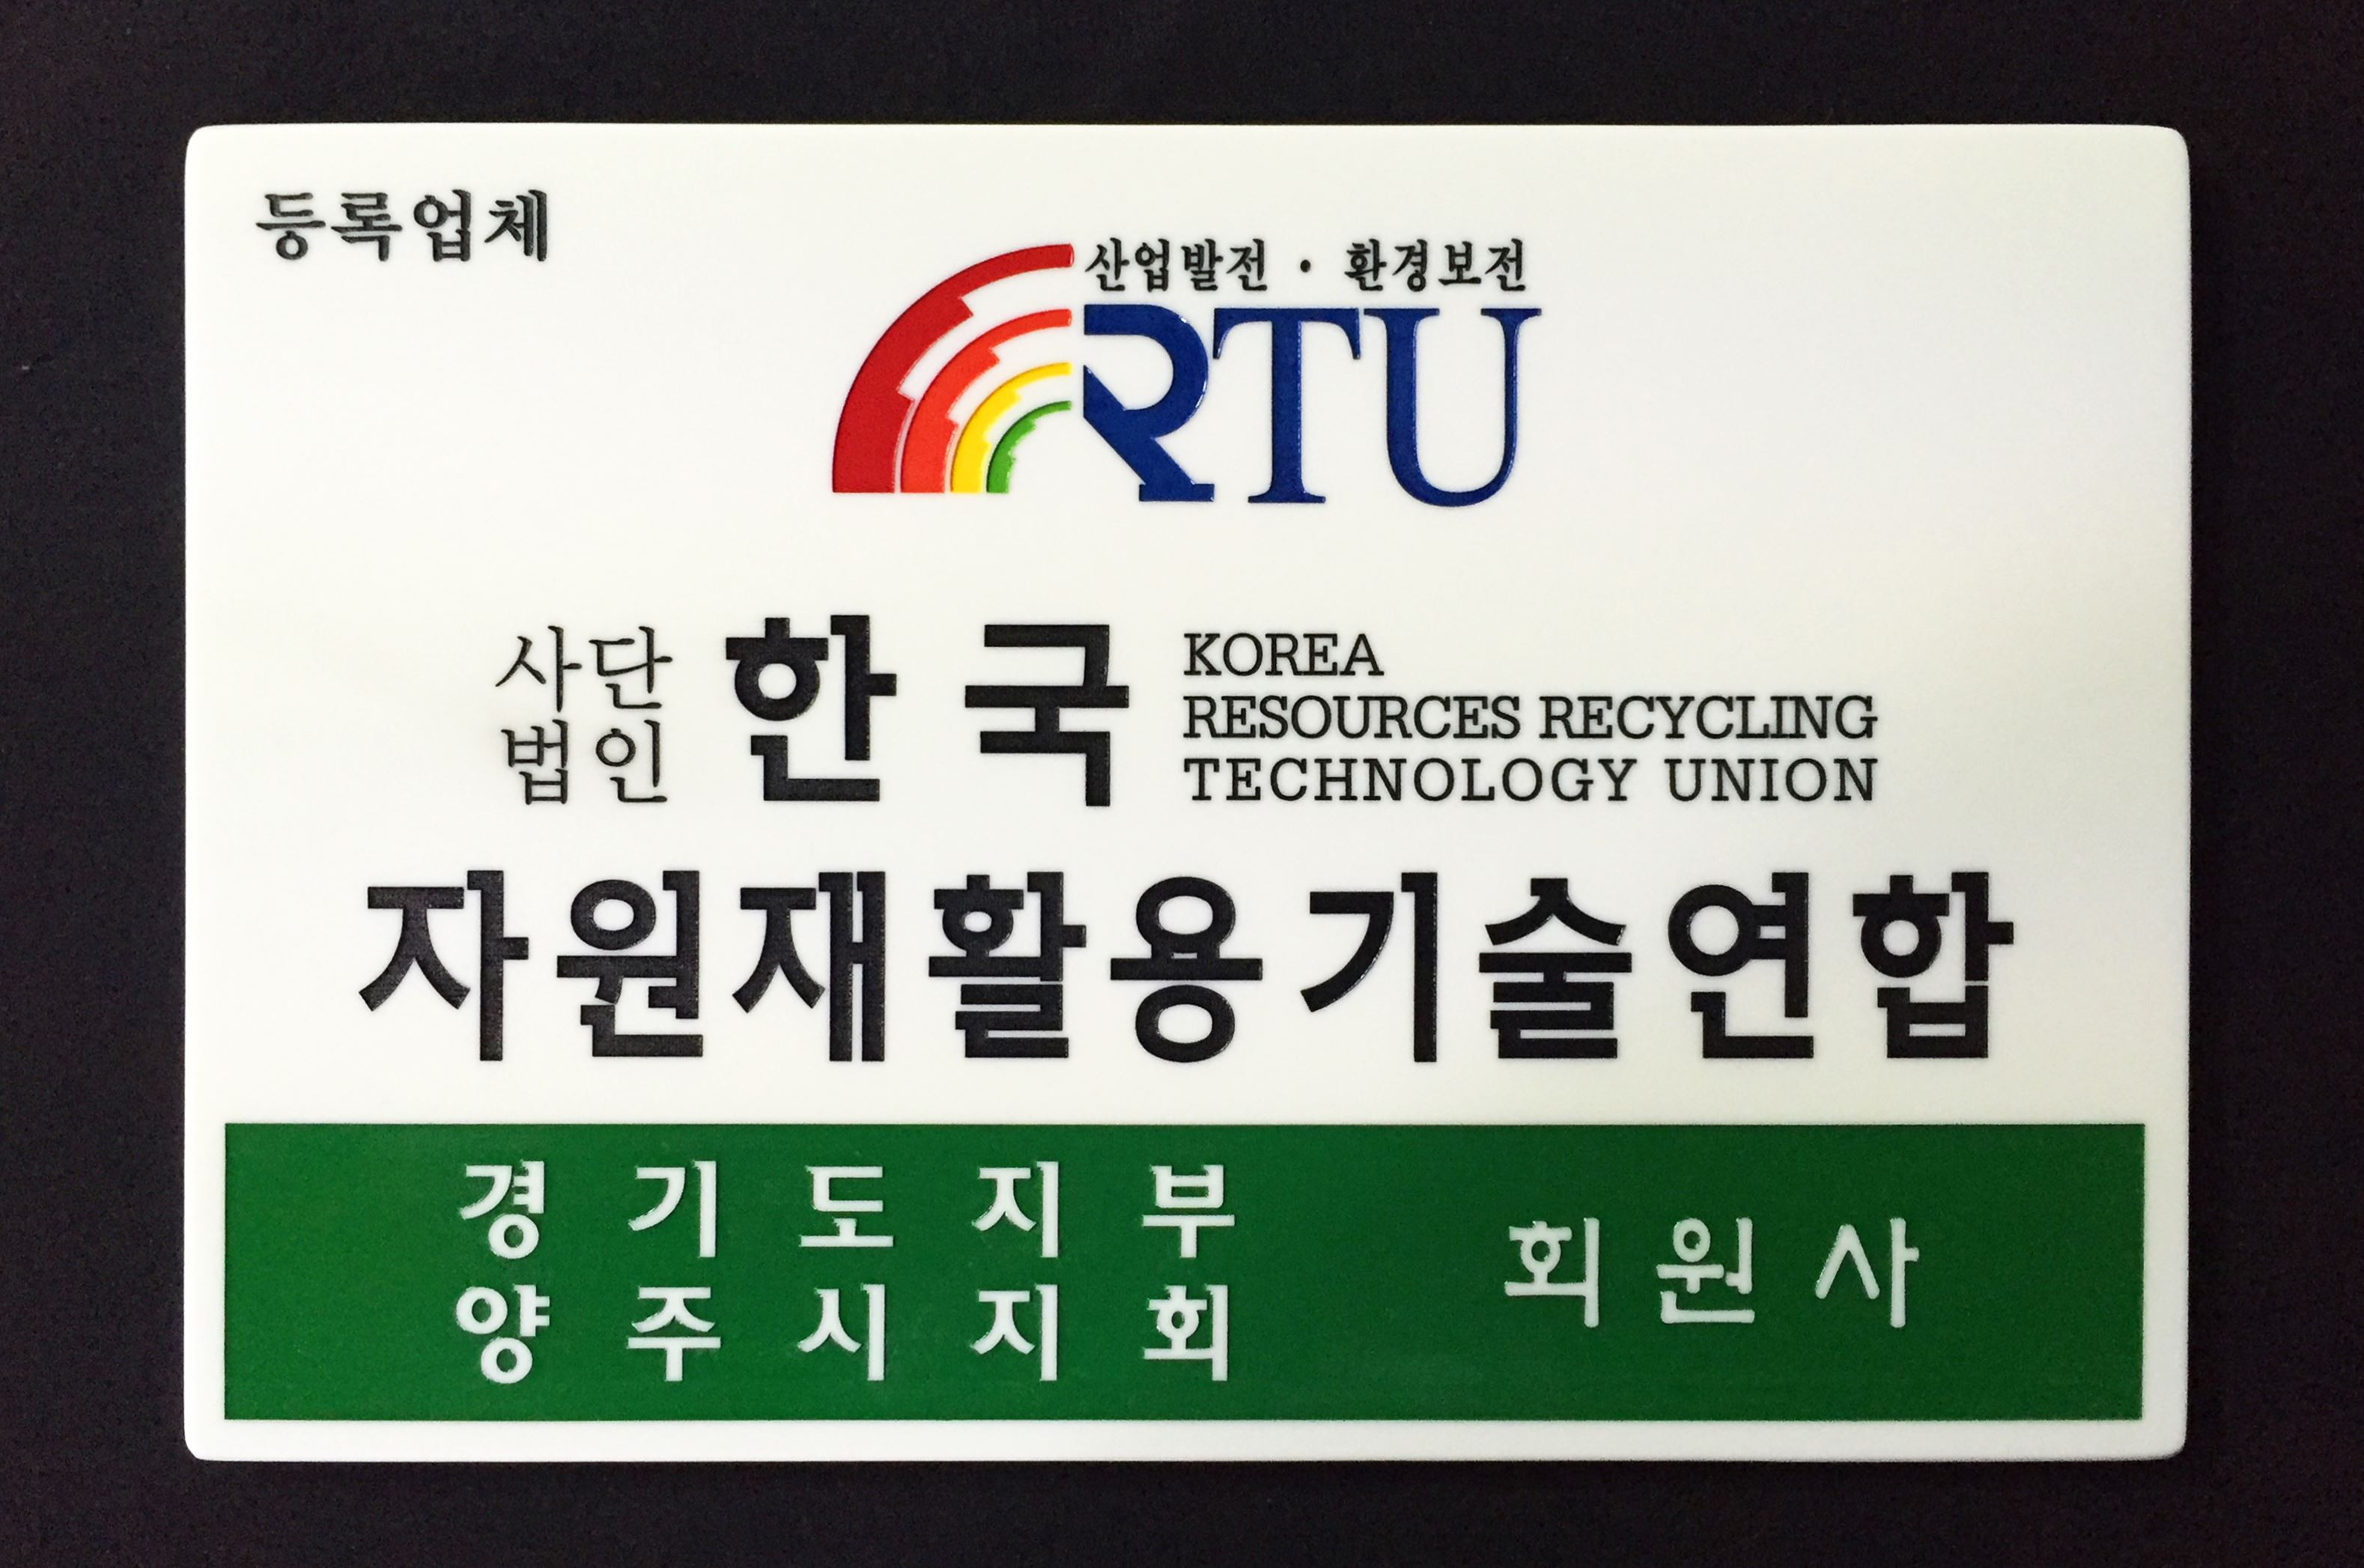 등록업체
산업발전 · 환경보전
RTU
사단법인 한국
KOREA
RESOURCES RECYCLING
TECHNOLOGY UNION
자원재활용기술연합
경기도지부
양주시지회
회원사